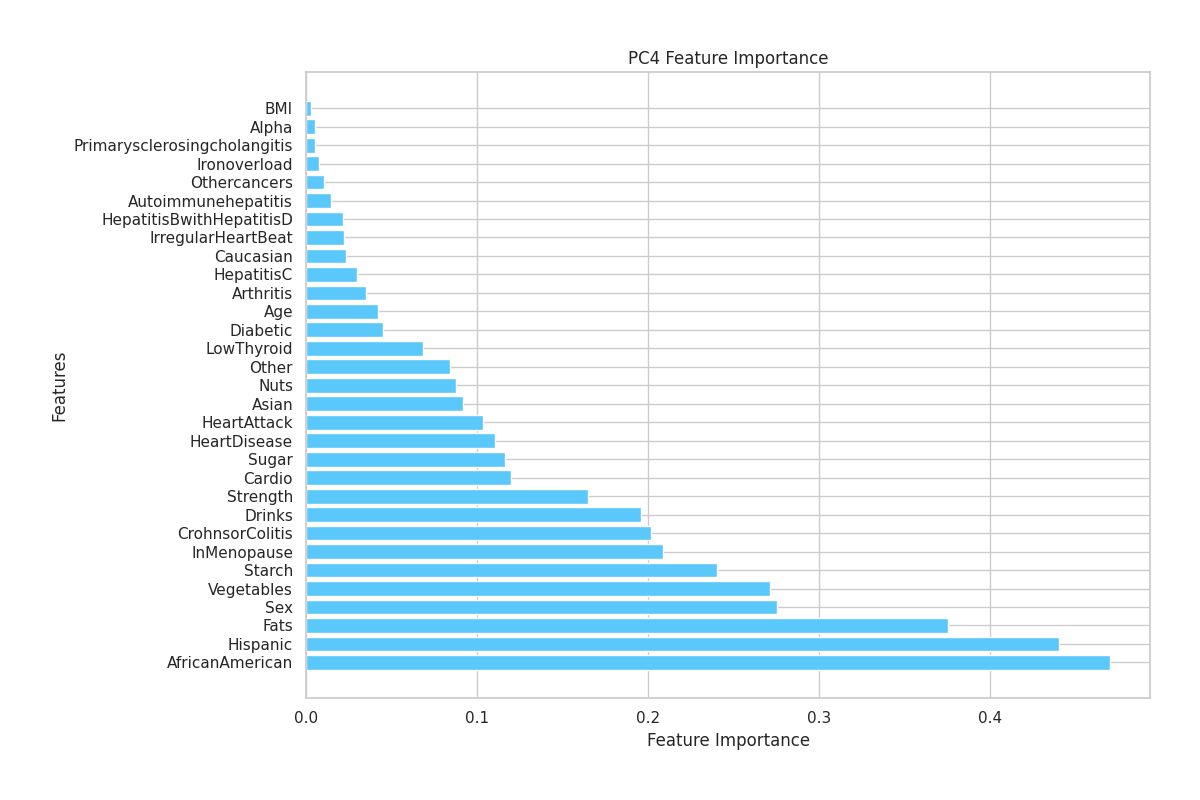 PC4 Feature Importance
BMI
Alpha
Primarysclerosingcholangitis
Ironoverload
Othercancers
Autoimmunehepatitis
HepatitisBwithHepatitisD
IrregularHeartBeat
Caucasian
HepatitisC
Arthritis
Age
Diabetic
LowThyroid
Other
Nuts
Asian
HeartAttack
HeartDisease
Sugar
Cardio
Strength
Drinks
CrohnsorColitis
InMenopause
Starch
Vegetables
Sex
Fats
Hispanic
AfricanAmerican
Features
0.0 0.1 0.2 0.3 0.4
Feature Importance